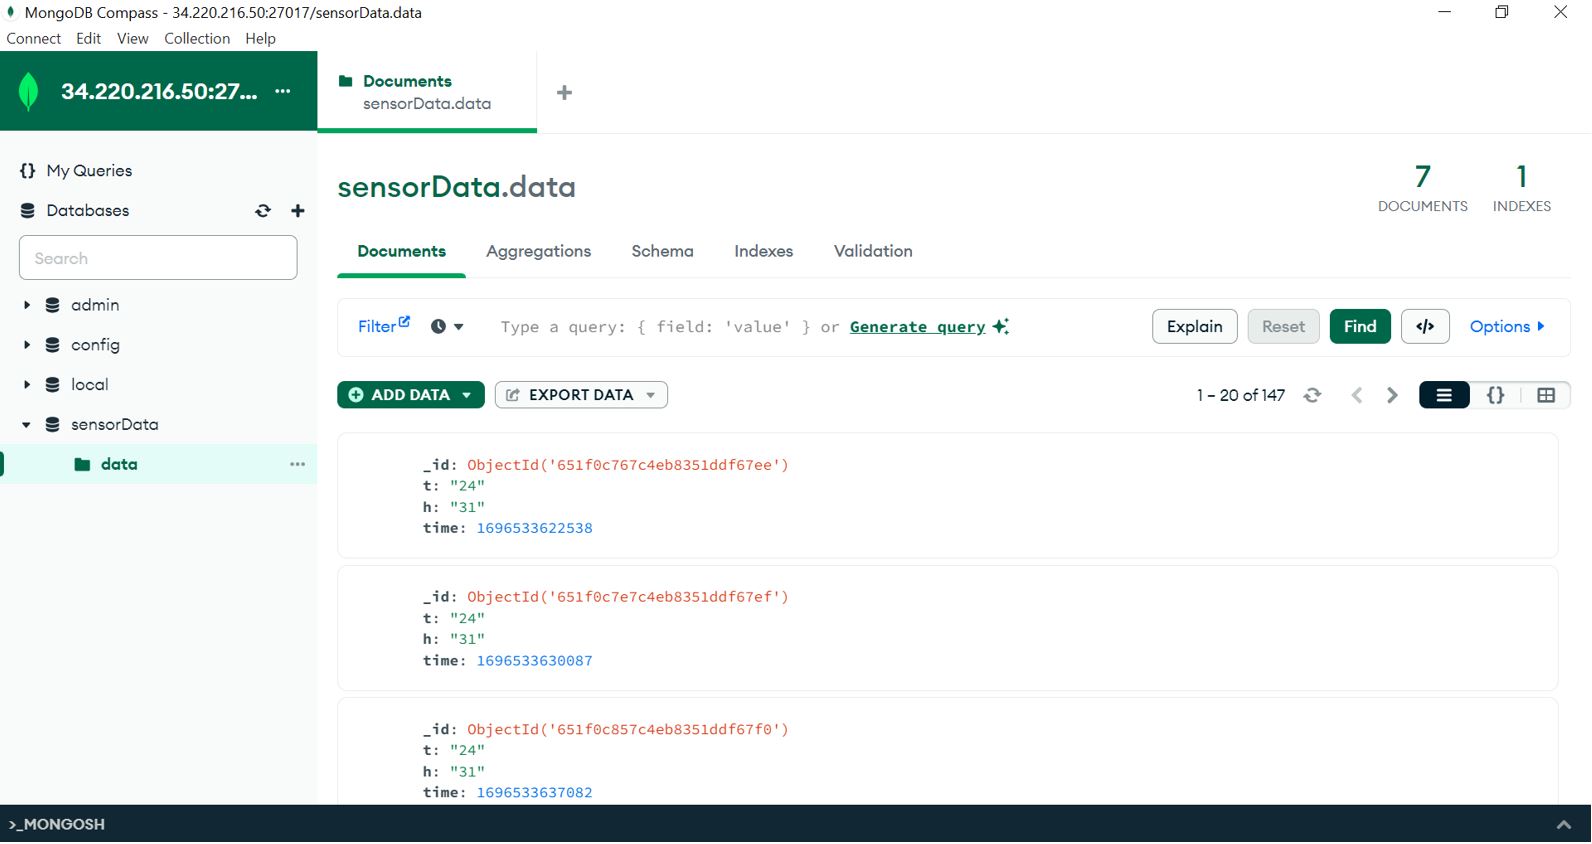 MongoDB Compass - 34.220.216.50:27017/sensorData.data
Connect Edit View Collection Help
34.220.216.50:27... ...
Documents
sensorData.data
+
{} My Queries
Databases
Search
admin
config
local
sensorData
data ...
sensorData.data
7
DOCUMENTS
1
INDEXES
Documents Aggregations Schema Indexes Validation
Filter Type a query: { field: 'value' } or Generate query Explain Reset Find </> Options
ADD DATA EXPORT DATA 1 – 20 of 147 {}
_id: ObjectId('651f0c767c4eb8351ddf67ee')
t: "24"
h: "31"
time: 1696533622538
_id: ObjectId('651f0c7e7c4eb8351ddf67ef')
t: "24"
h: "31"
time: 1696533630087
_id: ObjectId('651f0c857c4eb8351ddf67f0')
t: "24"
h: "31"
time: 1696533637082
>_MONGOSH